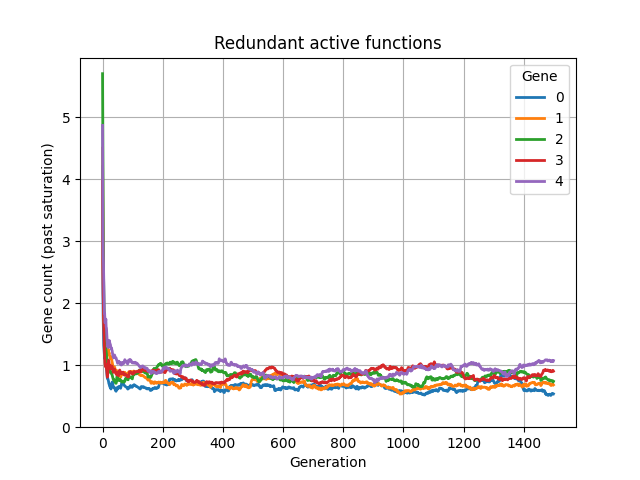 Redundant active functions
Gene
0
1
2
3
4
Gene count (past saturation)
5
4
3
2
1
0
0 200 400 600 800 1000 1200 1400
Generation